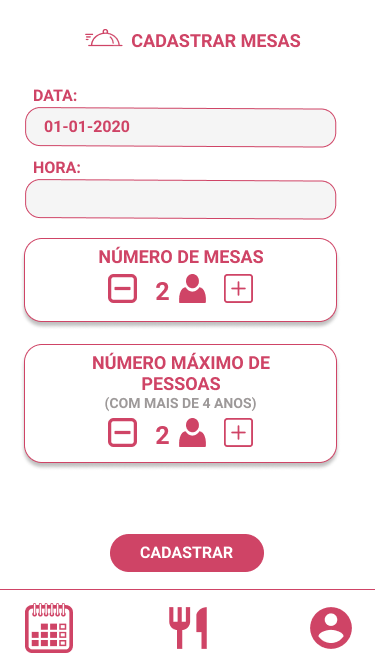 CADASTRAR MESAS
DATA:
01-01-2020
HORA:
NÚMERO DE MESAS
2
NÚMERO MÁXIMO DE
PESSOAS
(COM MAIS DE 4 ANOS)
2
CADASTRAR